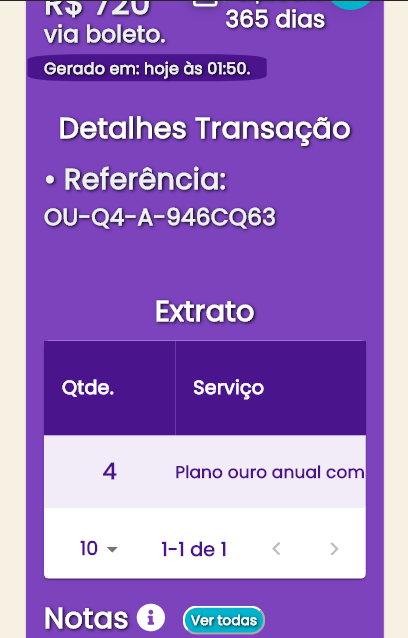 R$ 720
via boleto.
365 dias
Gerado em: hoje às 01:50.
Detalhes Transação
• Referência:
OU-Q4-A-946CQ63
Extrato
Qtde. Serviço
4 Plano ouro anual com
10 1-1 de 1
Notas Ver todas